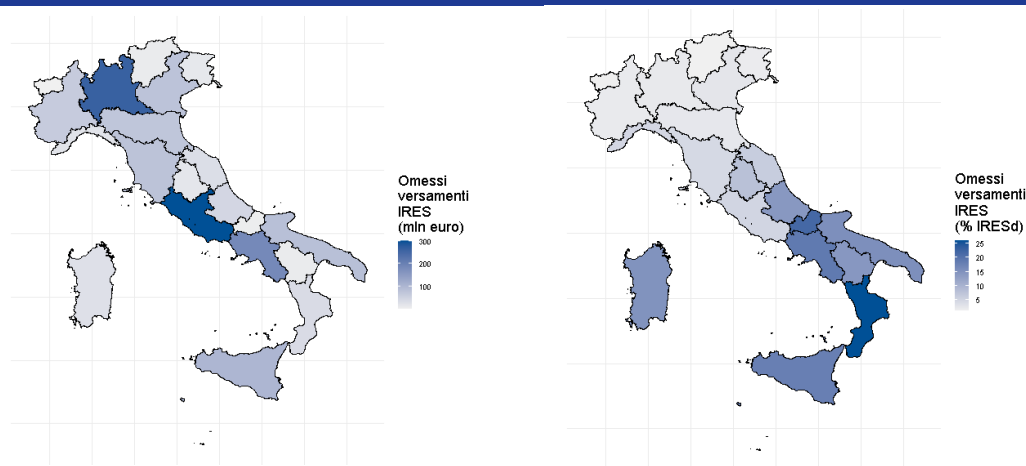 Omessi
versamenti
IRES
(mln euro)
300
200
100
Omessi
versamenti
IRES
(% IRESd)
25
20
15
10
5